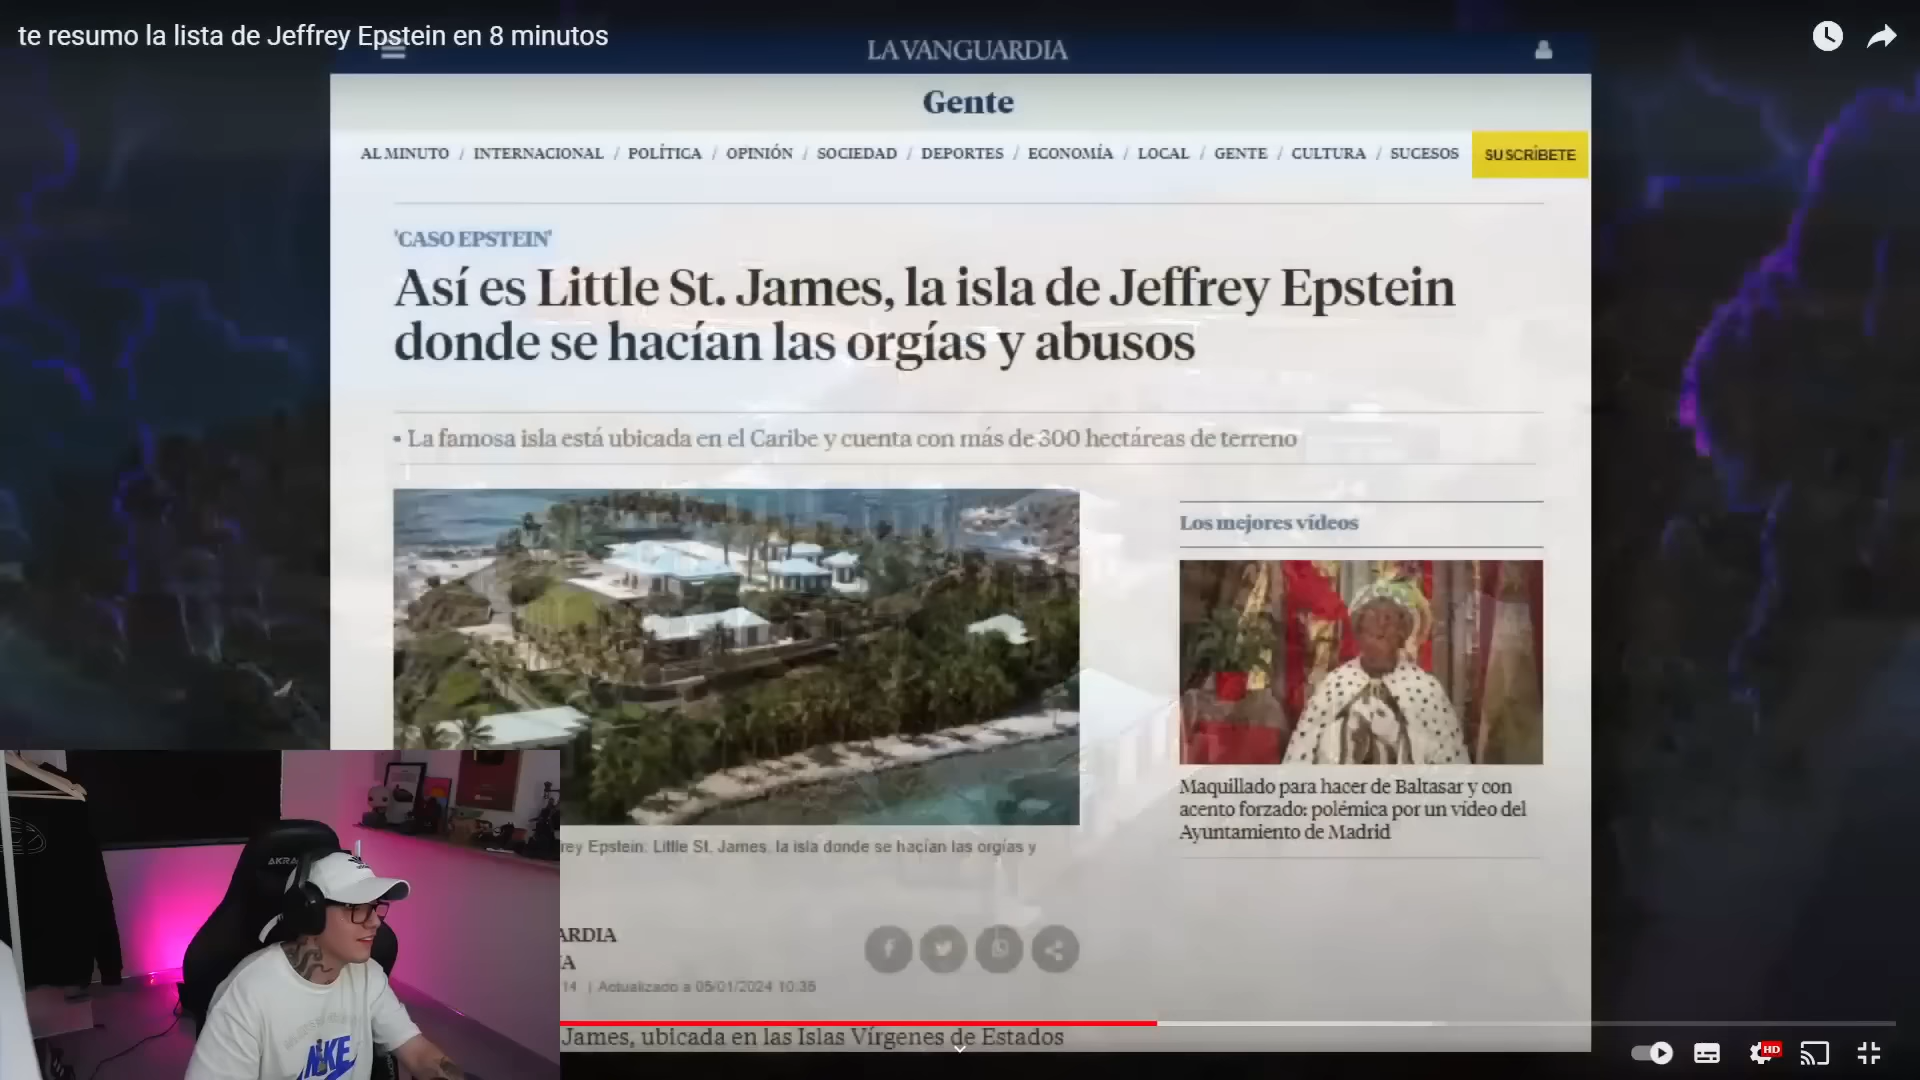 te resumo la lista de Jeffrey Epstein en 8 minutos
LA VANGUARDIA
Gente
AL MINUTO / INTERNACIONAL / POLÍTICA / OPINIÓN / SOCIEDAD / DEPORTES / ECONOMÍA / LOCAL / GENTE / CULTURA / SUCESOS
SUSCRÍBETE
'CASO EPSTEIN'
Así es Little St. James, la isla de Jeffrey Epstein
donde se hacían las orgías y abusos
• La famosa isla está ubicada en el Caribe y cuenta con más de 300 hectáreas de terreno
Los mejores vídeos
Maquillado para hacer de Baltasar y con
acento forzado: polémica por un vídeo del
Ayuntamiento de Madrid
rey Epstein: Little St. James, la isla donde se hacían las orgías y
ARDIA
A
14 | Actualizado a 05/01/2024 10:35
James, ubicada en las Islas Vírgenes de Estados
HD
AKRA
NIKE